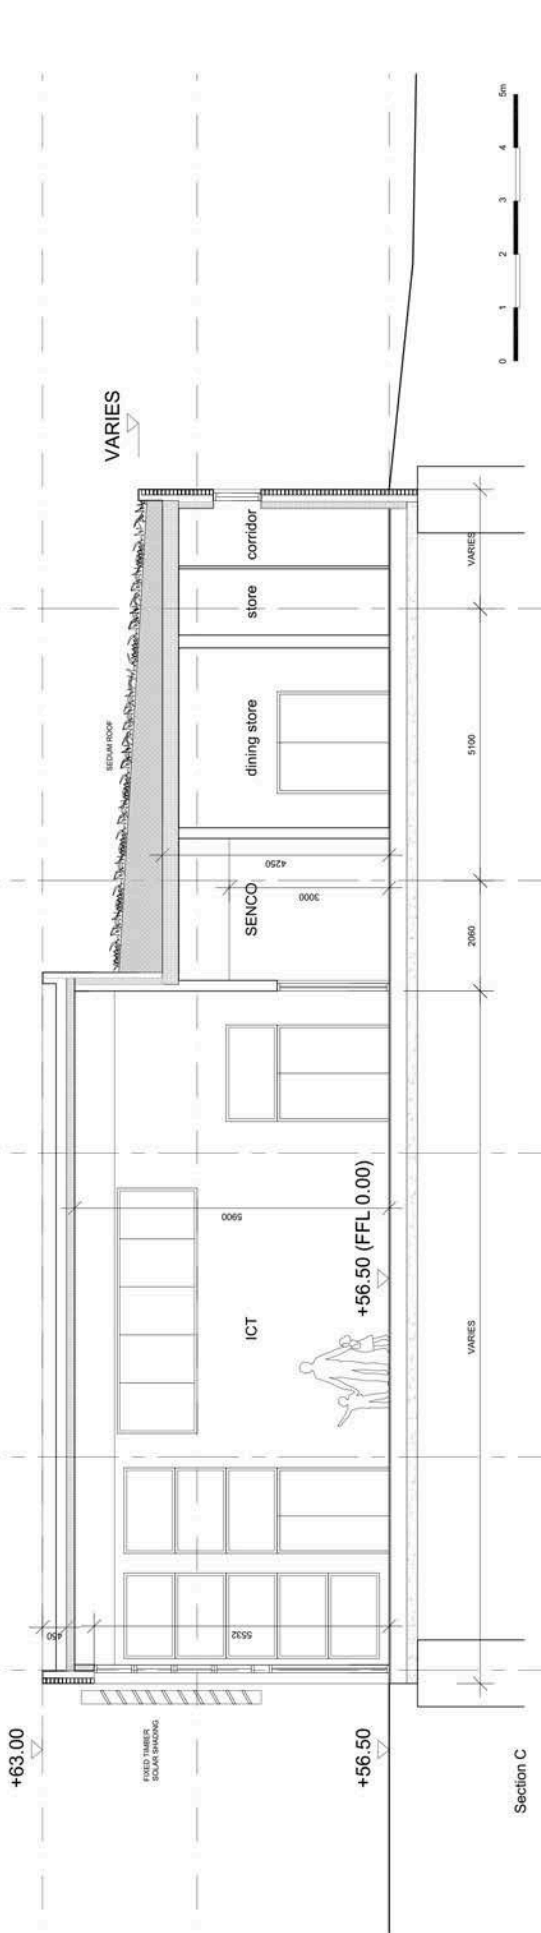 +63.00
FIXED TIMBER
SOLAR SHADING
+56.50
Section C
450
5532
ICT
5900
+56.50 (FFL 0.00)
VARIES
SENCO
3000
4250
2060
SEDUM ROOF
dining store
5100
store
corridor
VARIES
VARIES
0 1 2 3 4 5m